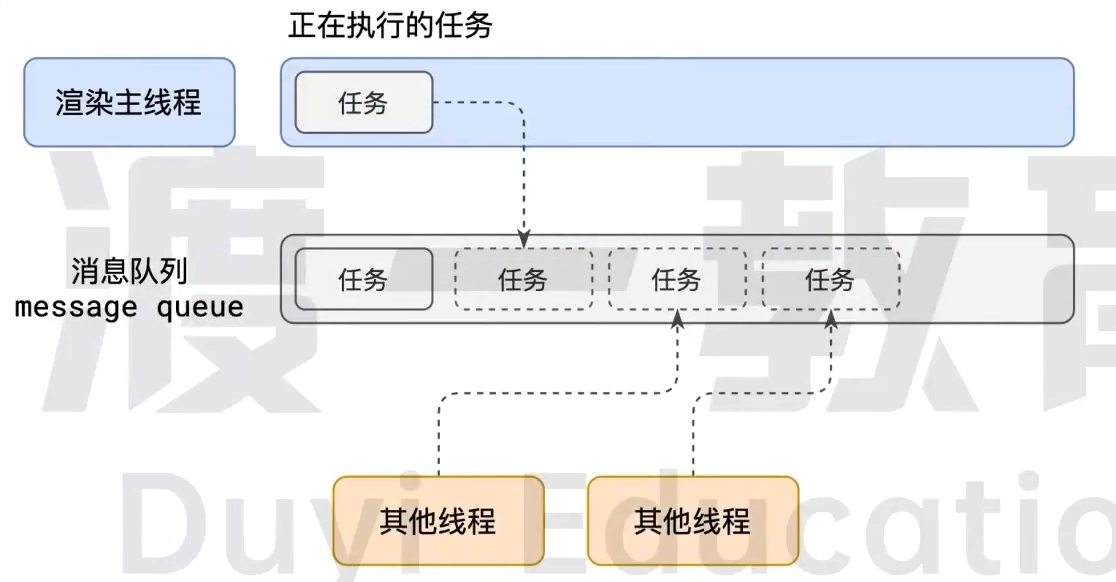 正在执行的任务
渲染主线程
任务
消息队列
message queue
任务
任务
任务
任务
其他线程
其他线程
渡一教育
Duyi Educatio